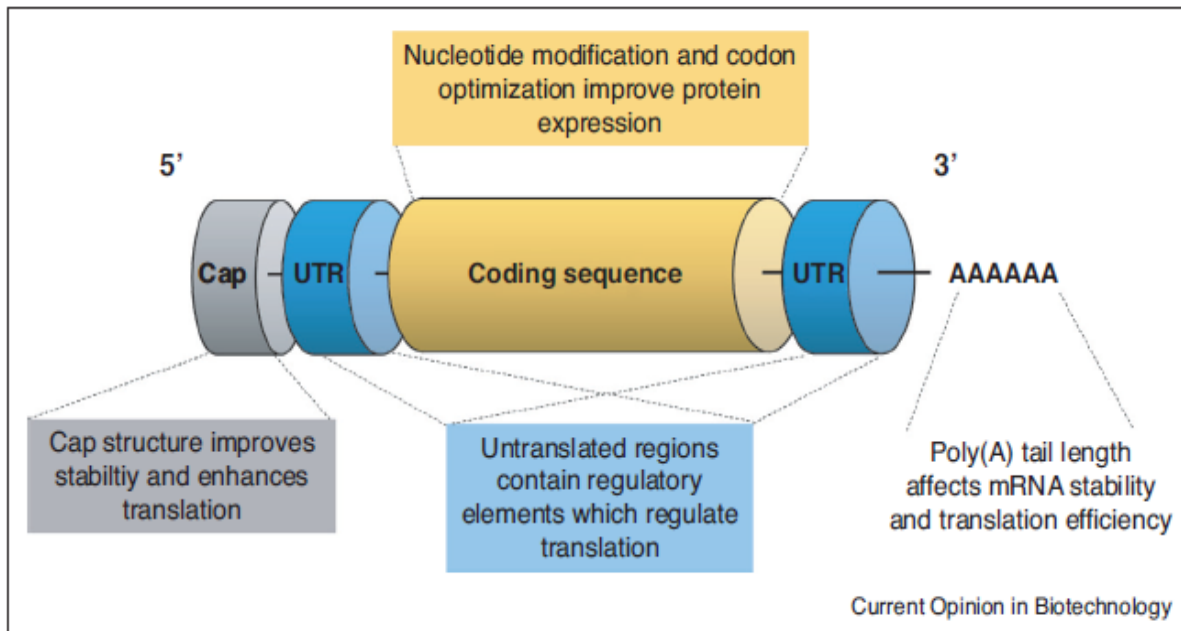 Nucleotide modification and codon
optimization improve protein
expression
5’
3’
Cap
UTR
Coding sequence
UTR
AAAAAA
Cap structure improves
stabiltiy and enhances
translation
Untranslated regions
contain regulatory
elements which regulate
translation
Poly(A) tail length
affects mRNA stability
and translation efficiency
Current Opinion in Biotechnology